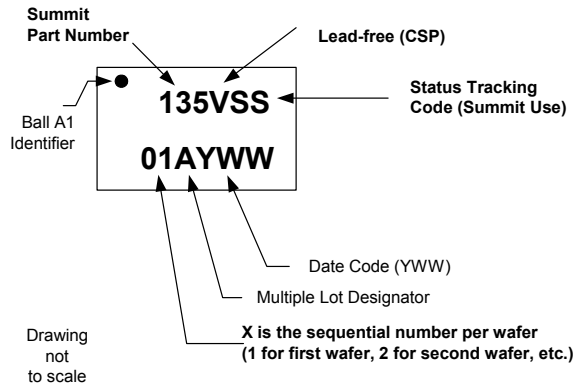 Summit
Part Number
Lead-free (CSP)
135VSS
Status Tracking
Code (Summit Use)
Ball A1
Identifier
01AYWW
Date Code (YWW)
Multiple Lot Designator
X is the sequential number per wafer
(1 for first wafer, 2 for second wafer, etc.)
Drawing
not
to scale